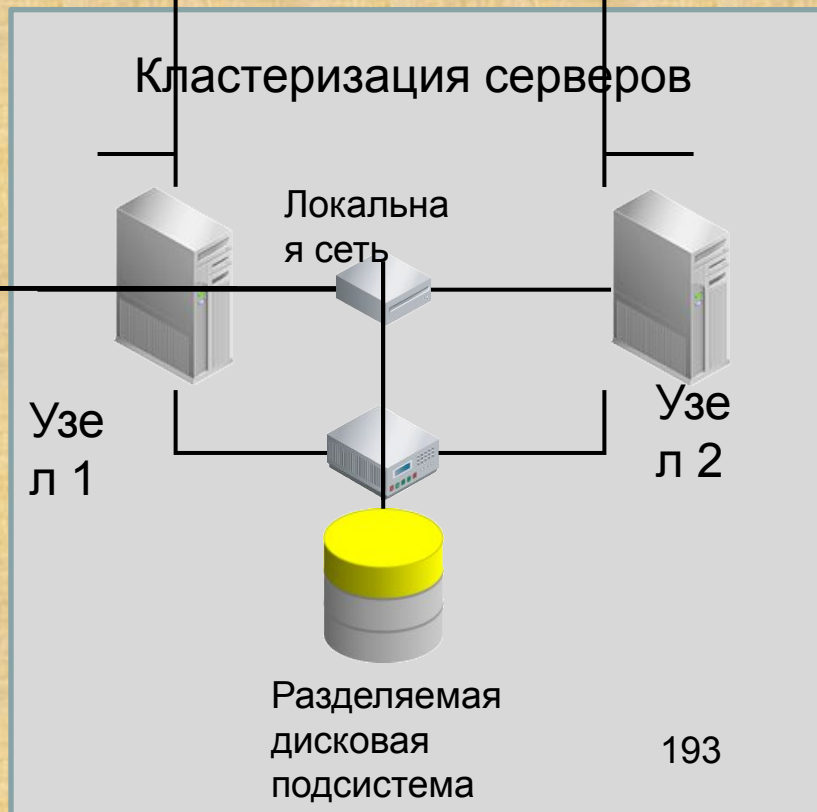 Кластеризация серверов
Локальна
я сеть
Узе
л 1
Узе
л 2
Разделяемая
дисковая
подсистема
193